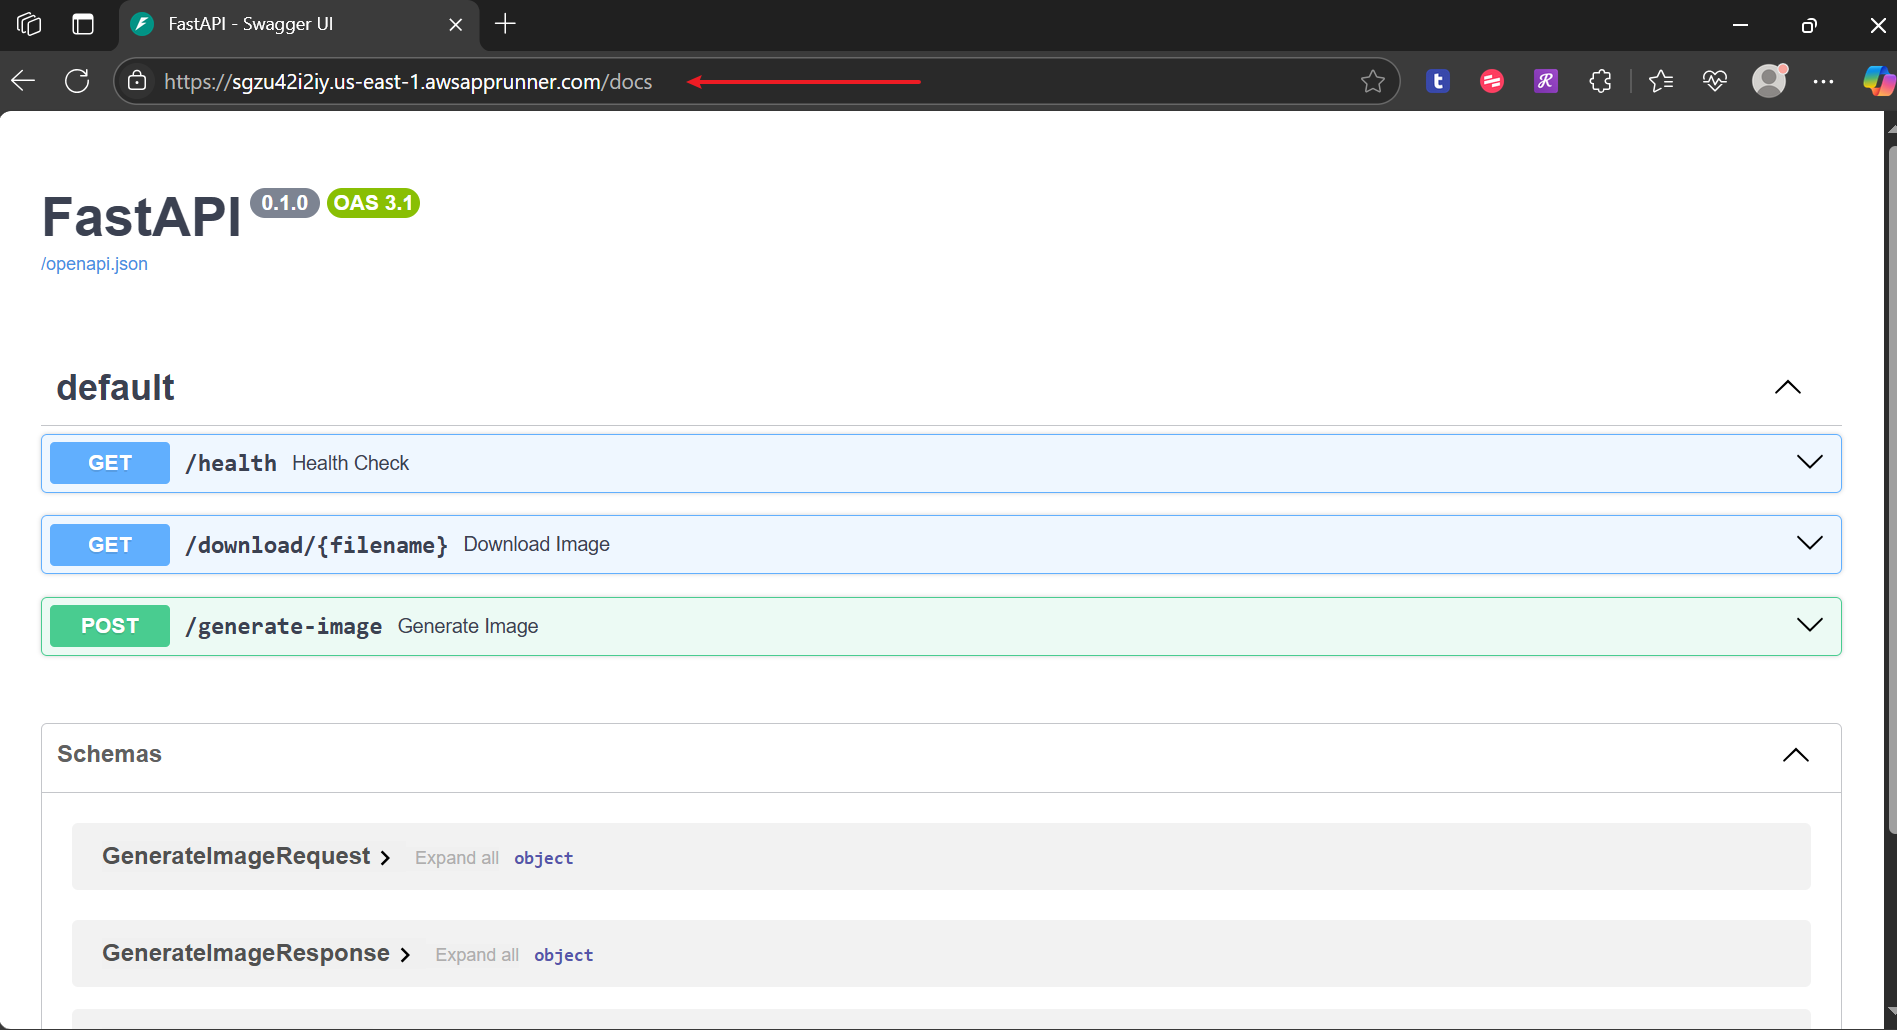 FastAPI - Swagger UI
https://sgzu42i2iy.us-east-1.awsapprunner.com/docs
FastAPI 0.1.0 OAS 3.1
/openapi.json
default
GET /health Health Check
GET /download/{filename} Download Image
POST /generate-image Generate Image
Schemas
GenerateImageRequest Expand all object
GenerateImageResponse Expand all object